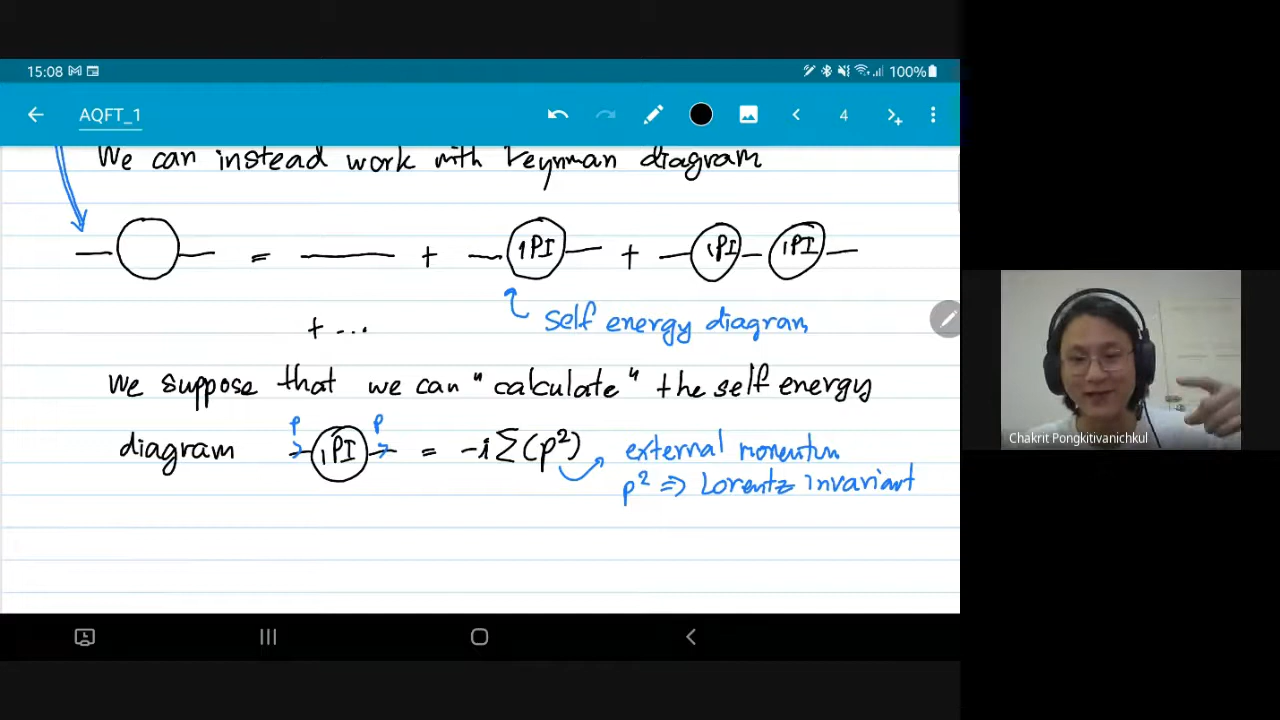 15:08 100%
AQFT_1 4
We can instead work with Feynman diagram
= + 1PI + 1PI 1PI
+ ...
self energy diagram
We suppose that we can "calculate" the self energy
diagram p 1PI p = -i Σ(p²) external momentum
p² => Lorentz invariant
Chakrit Pongkitivanichkul